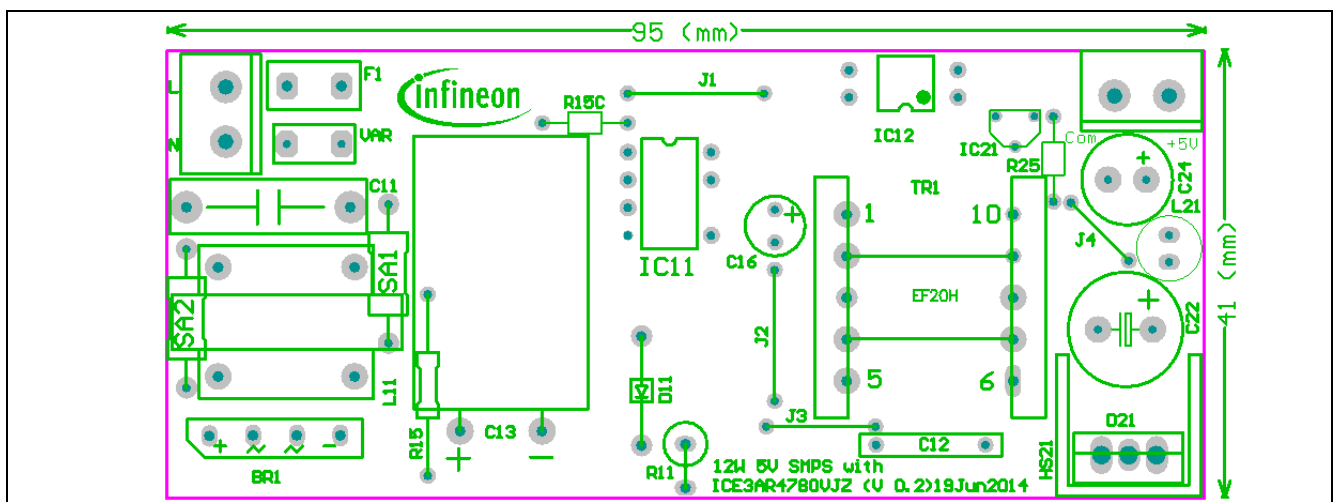 95 (mm)
L
F1
infineon
J1
R15C
IC12
IC21
Com
+5V
N
VAR
R25
C24
C11
TR1
L21
1
10
SA1
IC11
C16
J4
41 (mm)
EF20H
SA2
J2
C22
+
L11
5
6
D11
J3
R15
+
C13
-
D21
+ ~ ~ -
BR1
R11
C12
HS21
12W 5V SMPS with
ICE3AR4780VJZ (V 0.2)19Jun2014